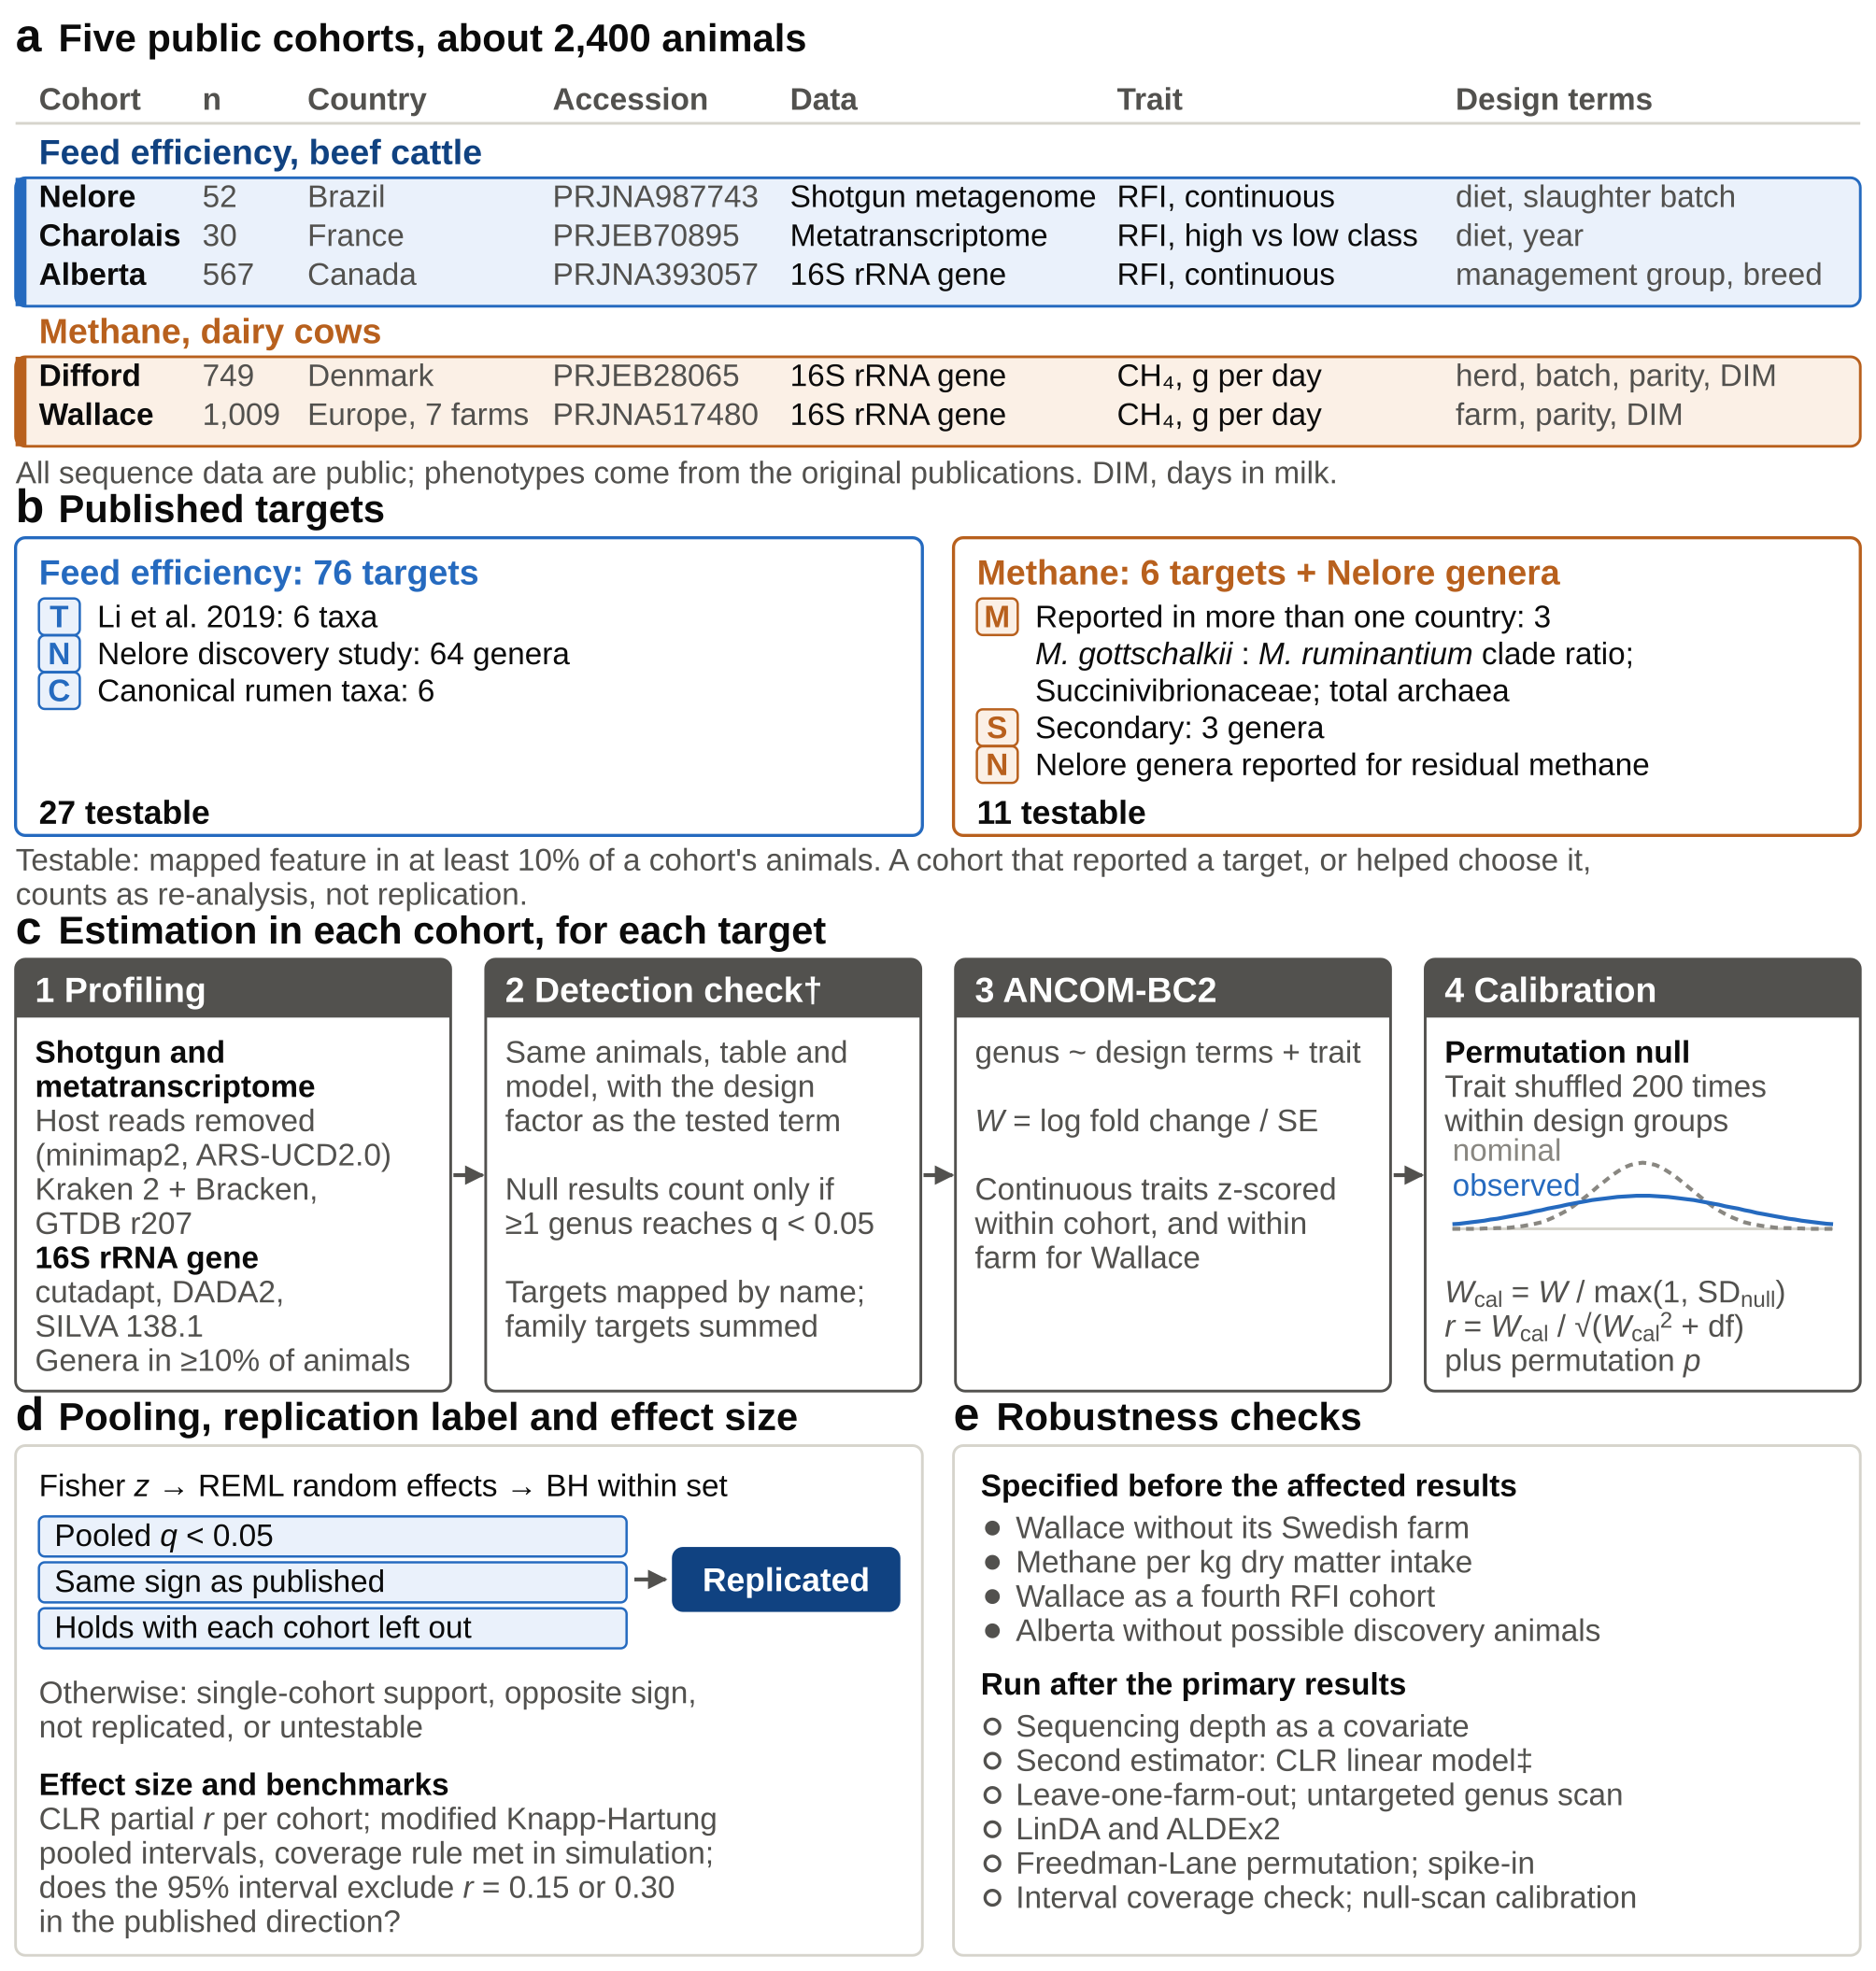 a Five public cohorts, about 2,400 animals
Cohort n Country Accession Data Trait Design terms
Feed efficiency, beef cattle
Nelore 52 Brazil PRJNA987743 Shotgun metagenome RFI, continuous diet, slaughter batch
Charolais 30 France PRJEB70895 Metatranscriptome RFI, high vs low class diet, year
Alberta 567 Canada PRJNA393057 16S rRNA gene RFI, continuous management group, breed
Methane, dairy cows
Difford 749 Denmark PRJEB28065 16S rRNA gene CH₄, g per day herd, batch, parity, DIM
Wallace 1,009 Europe, 7 farms PRJNA517480 16S rRNA gene CH₄, g per day farm, parity, DIM
All sequence data are public; phenotypes come from the original publications. DIM, days in milk.
b Published targets
Feed efficiency: 76 targets
T Li et al. 2019: 6 taxa
N Nelore discovery study: 64 genera
C Canonical rumen taxa: 6
27 testable
Methane: 6 targets + Nelore genera
M Reported in more than one country: 3
M. gottschalkii : M. ruminantium clade ratio;
Succinivibrionaceae; total archaea
S Secondary: 3 genera
N Nelore genera reported for residual methane
11 testable
Testable: mapped feature in at least 10% of a cohort's animals. A cohort that reported a target, or helped choose it,
counts as re-analysis, not replication.
c Estimation in each cohort, for each target
1 Profiling
Shotgun and
metatranscriptome
Host reads removed
(minimap2, ARS-UCD2.0)
Kraken 2 + Bracken,
GTDB r207
16S rRNA gene
cutadapt, DADA2,
SILVA 138.1
Genera in ≥10% of animals
2 Detection check†
Same animals, table and
model, with the design
factor as the tested term
Null results count only if
≥1 genus reaches q < 0.05
Targets mapped by name;
family targets summed
3 ANCOM-BC2
genus ~ design terms + trait
W = log fold change / SE
Continuous traits z-scored
within cohort, and within
farm for Wallace
4 Calibration
Permutation null
Trait shuffled 200 times
within design groups
nominal
observed
Wcal = W / max(1, SDnull)
r = Wcal / √(Wcal² + df)
plus permutation p
d Pooling, replication label and effect size
Fisher z → REML random effects → BH within set
Pooled q < 0.05
Same sign as published
Holds with each cohort left out
Replicated
Otherwise: single-cohort support, opposite sign,
not replicated, or untestable
Effect size and benchmarks
CLR partial r per cohort; modified Knapp-Hartung
pooled intervals, coverage rule met in simulation;
does the 95% interval exclude r = 0.15 or 0.30
in the published direction?
e Robustness checks
Specified before the affected results
● Wallace without its Swedish farm
● Methane per kg dry matter intake
● Wallace as a fourth RFI cohort
● Alberta without possible discovery animals
Run after the primary results
○ Sequencing depth as a covariate
○ Second estimator: CLR linear model‡
○ Leave-one-farm-out; untargeted genus scan
○ LinDA and ALDEx2
○ Freedman-Lane permutation; spike-in
○ Interval coverage check; null-scan calibration